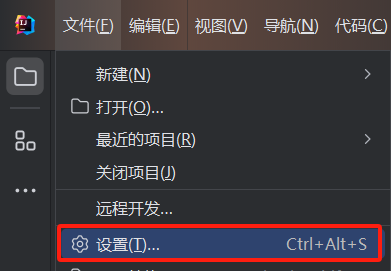 文件(F) 编辑(E) 视图(V) 导航(N) 代码(C)
新建(N)
打开(O)...
最近的项目(R)
关闭项目(J)
远程开发...
设置(T)... Ctrl+Alt+S